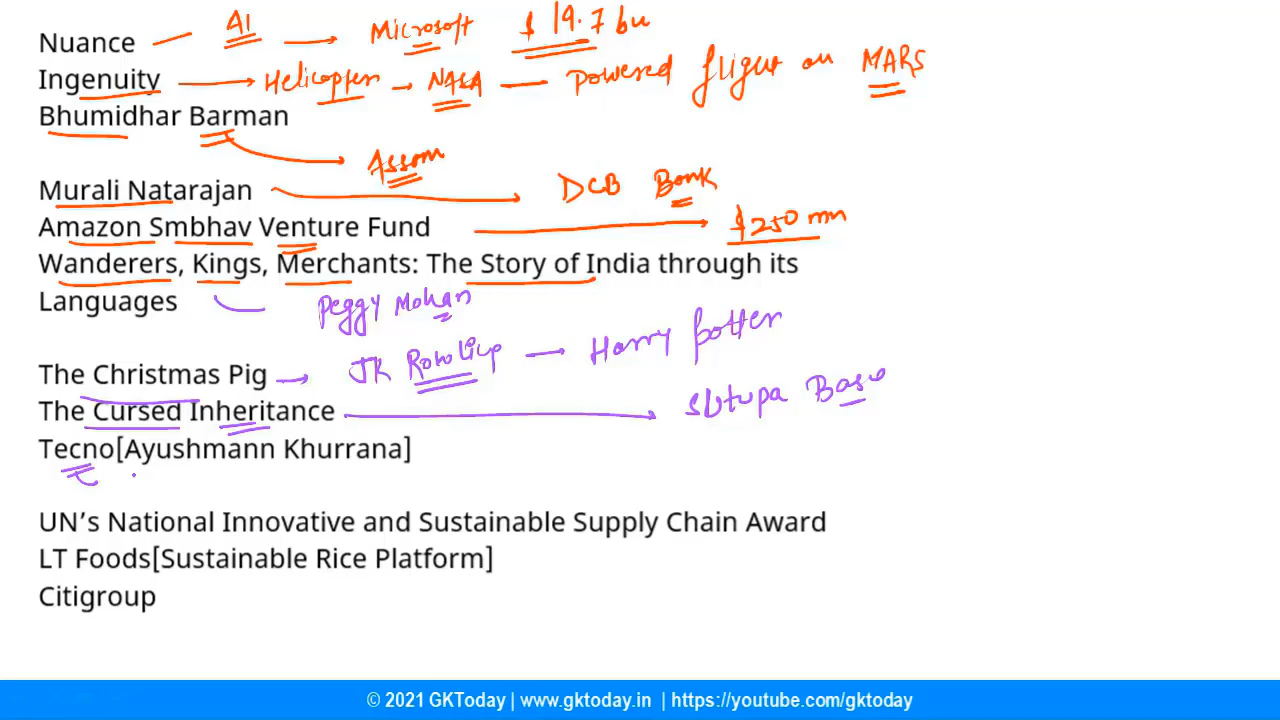 Nuance — AI → Microsoft $ 19.7 bn
Ingenuity → Helicopter → NASA — Powered flight on MARS
Bhumidhar Barman
Assam
Murali Natarajan → DCB Bank
Amazon Smbhav Venture Fund → $250 mn
Wanderers, Kings, Merchants: The Story of India through its
Languages Peggy Mohan
The Christmas Pig → JK — Harry Potter
The Cursed Inheritance → Basu
Tecno[Ayushmann Khurrana]
UN’s National Innovative and Sustainable Supply Chain Award
LT Foods[Sustainable Rice Platform]
Citigroup
© 2021 GKToday | www.gktoday.in | https://youtube.com/gktoday